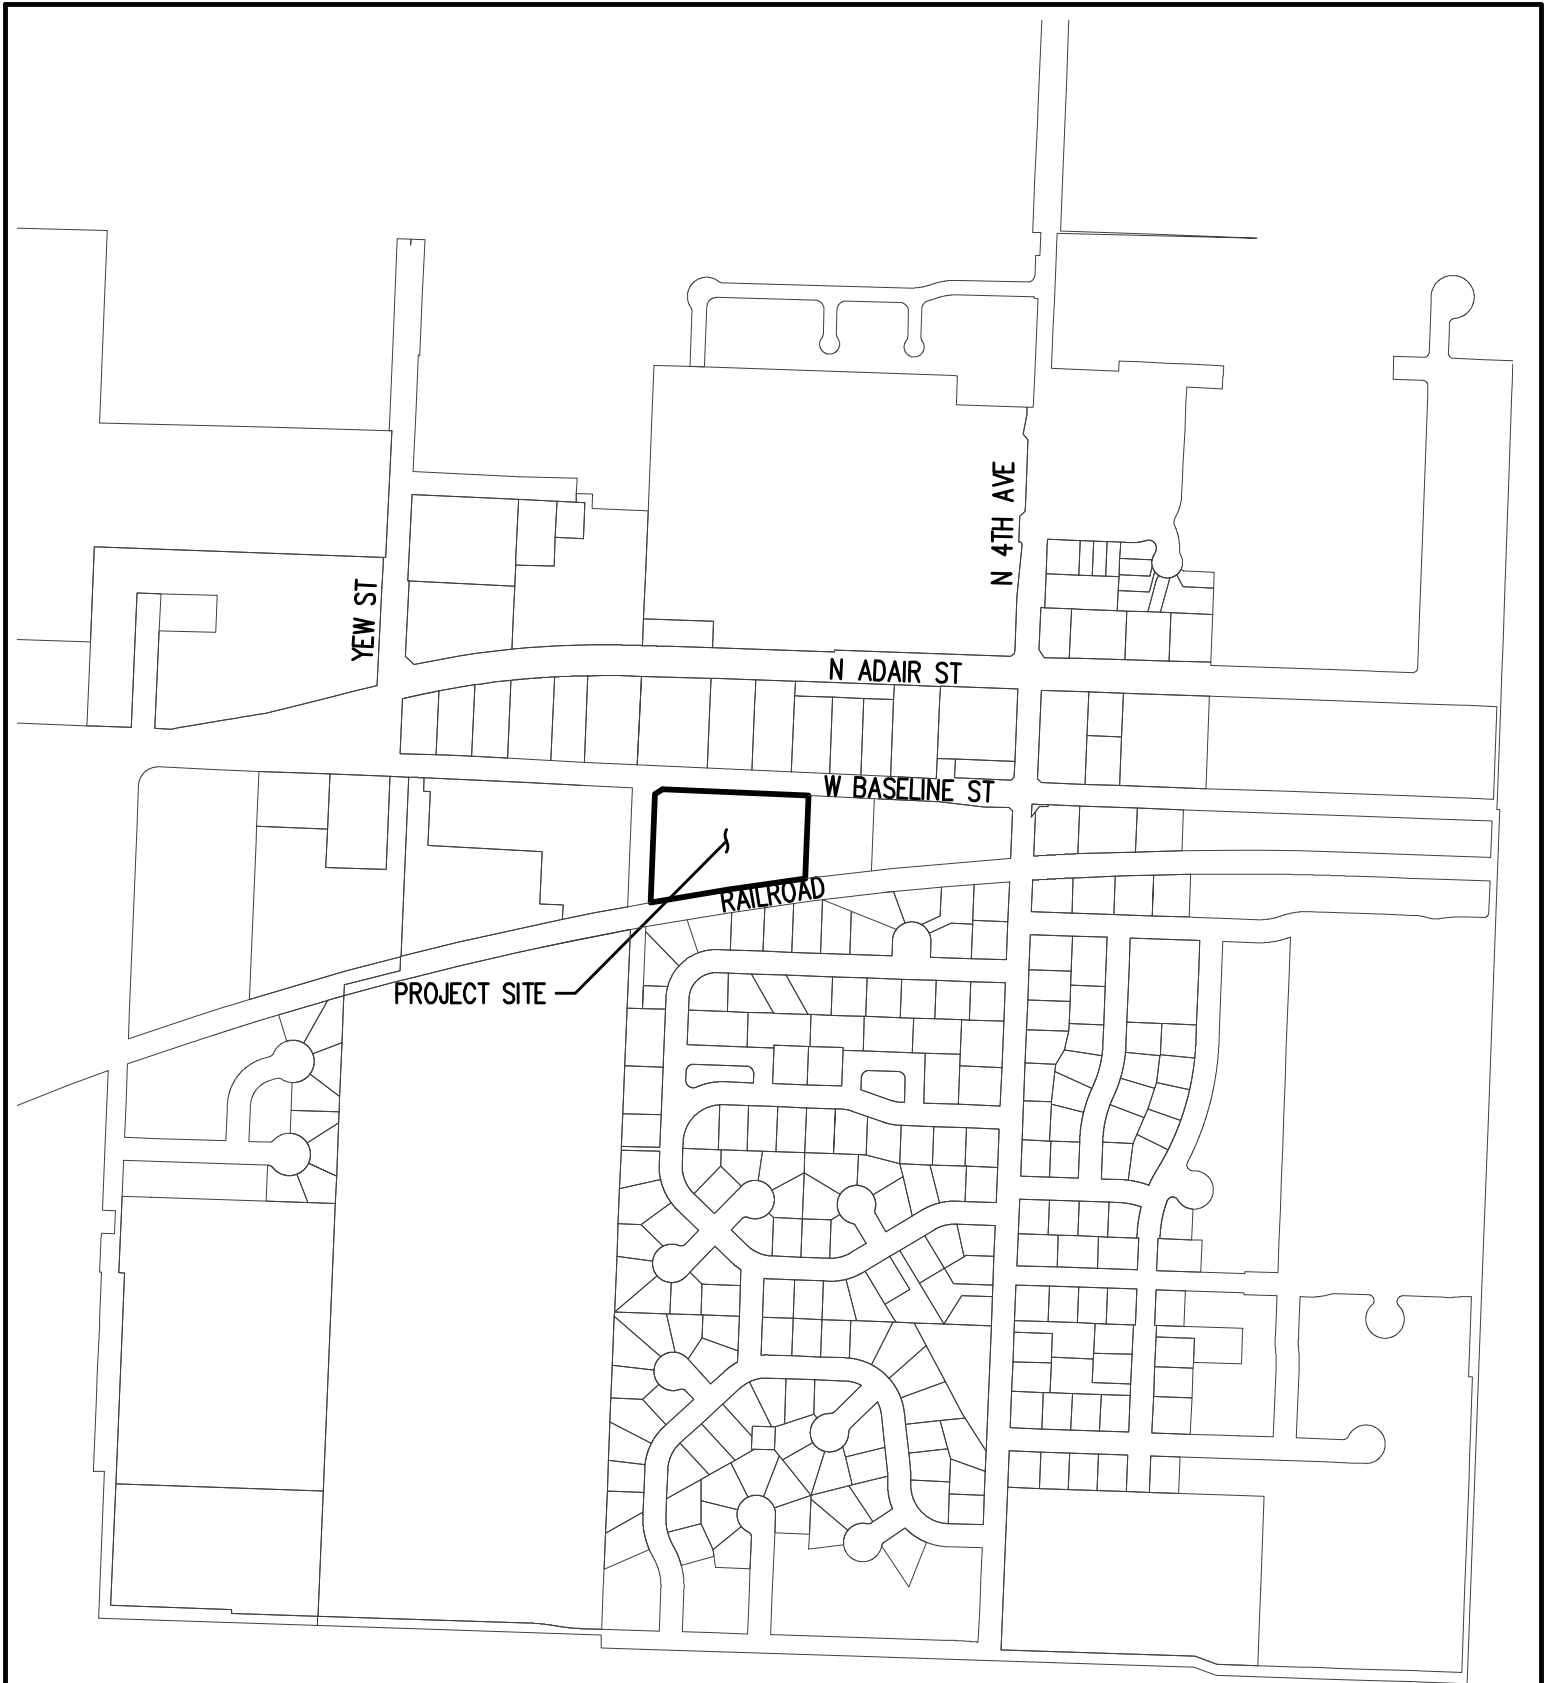 N 4TH AVE
YEW ST
N ADAIR ST
W BASELINE ST
RAILROAD
PROJECT SITE